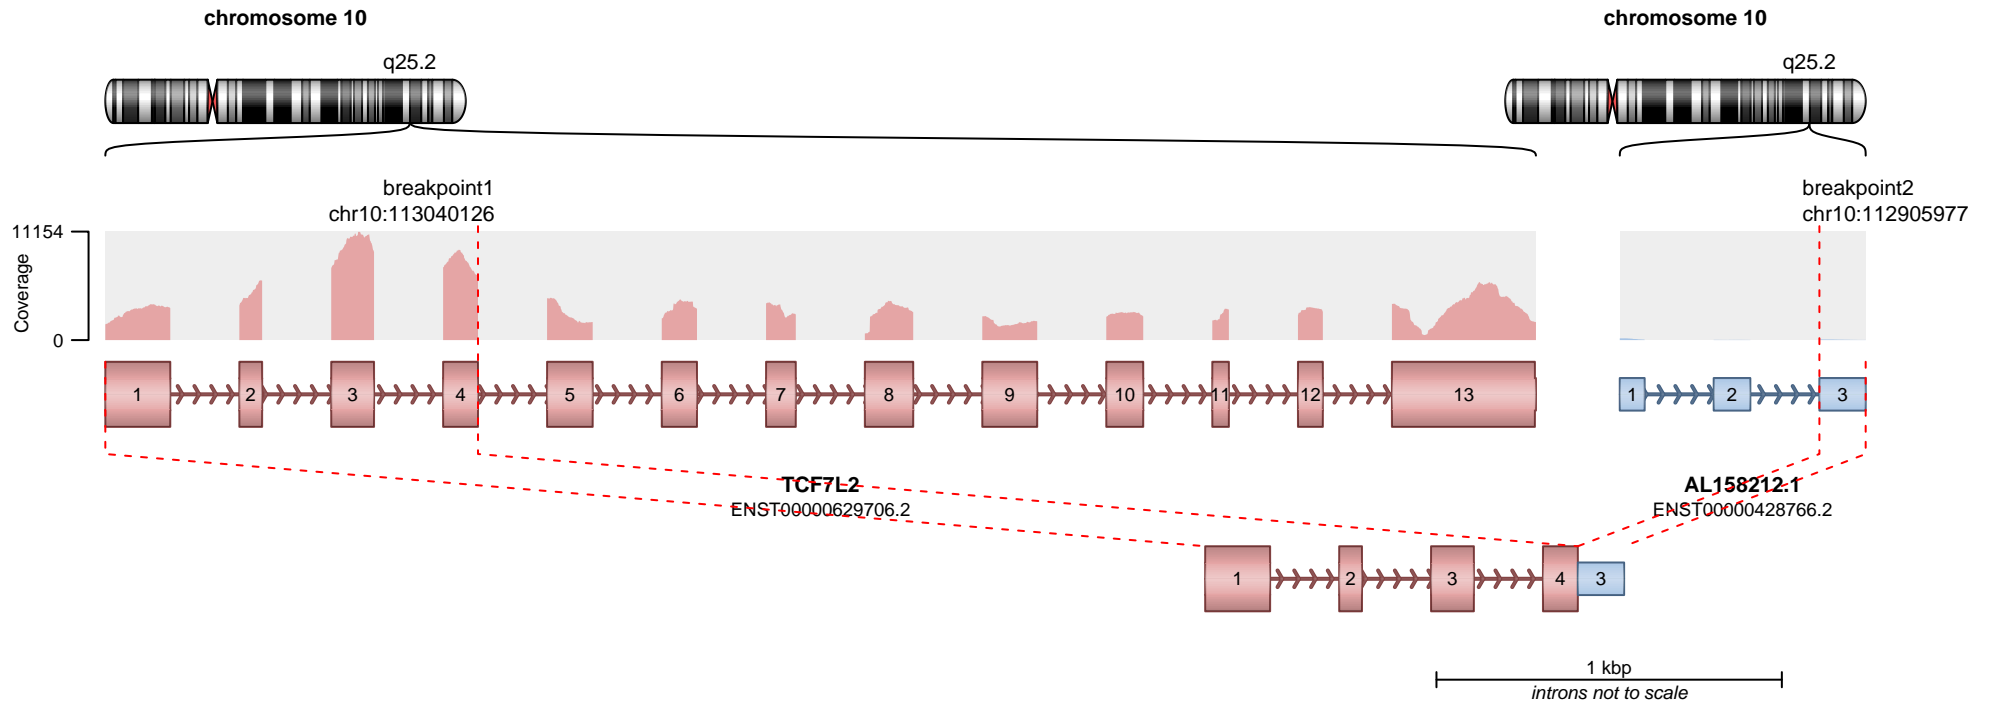 chromosome 10
chromosome 10
q25.2
q25.2
breakpoint1
chr10:113040126
breakpoint2
chr10:112905977
11154
Coverage
0
1 2 3 4 5 6 7 8 9 10 11 12 13
1 2 3
TCF7L2
ENST00000629706.2
AL158212.1
ENST00000428766.2
1 2 3 4 3
1 kbp
introns not to scale